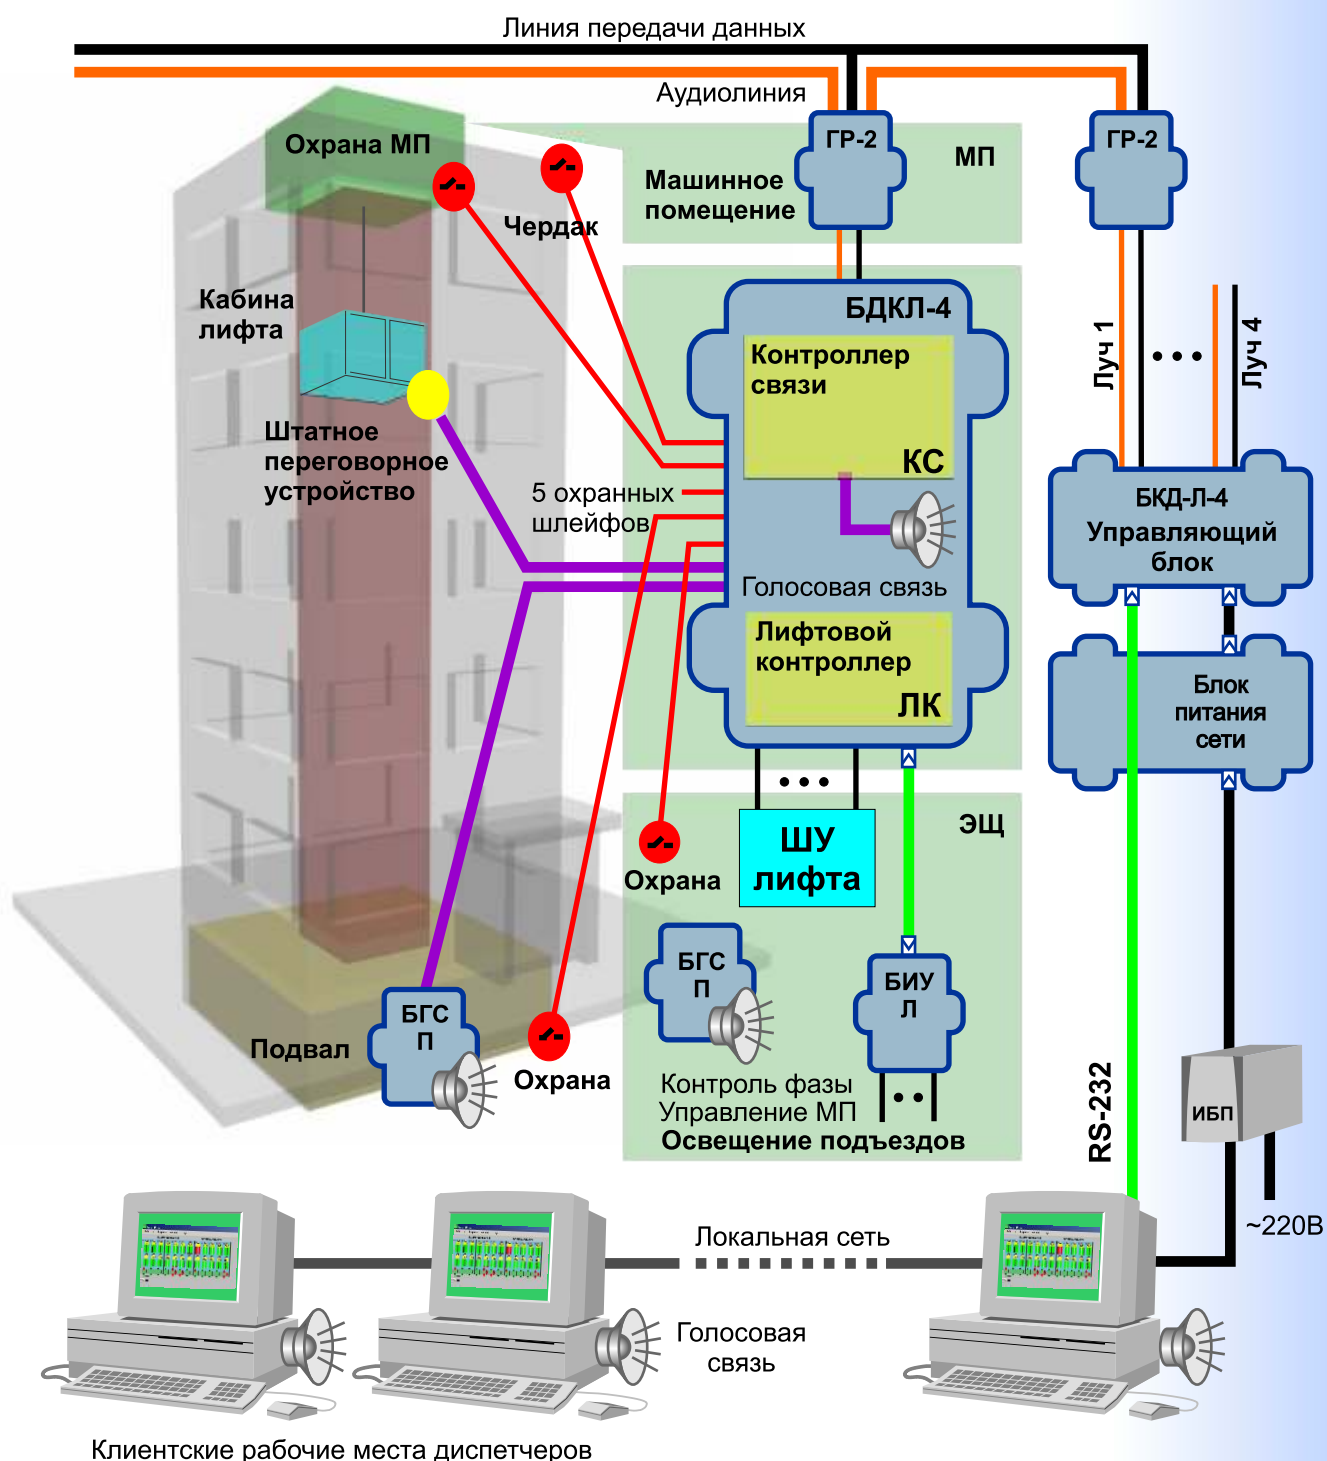 Линия передачи данных
Аудиолиния
Охрана МП
Чердак
Машинное
помещение
МП
ГР-2
ГР-2
Кабина
лифта
Штатное
переговорное
устройство
5 охранных
шлейфов
БДКЛ-4
Контроллер
связи
КС
Голосовая связь
Лифтовой
контроллер
ЛК
Луч 1
Луч 4
БКД-Л-4
Управляющий
блок
Блок
питания
сети
ШУ
лифта
ЭЩ
Охрана
БГС
П
БИУ
Л
Контроль фазы
Управление МП
Освещение подъездов
Подвал
БГС
П
Охрана
RS-232
ИБП
~220В
Локальная сеть
Голосовая
связь
Клиентские рабочие места диспетчеров